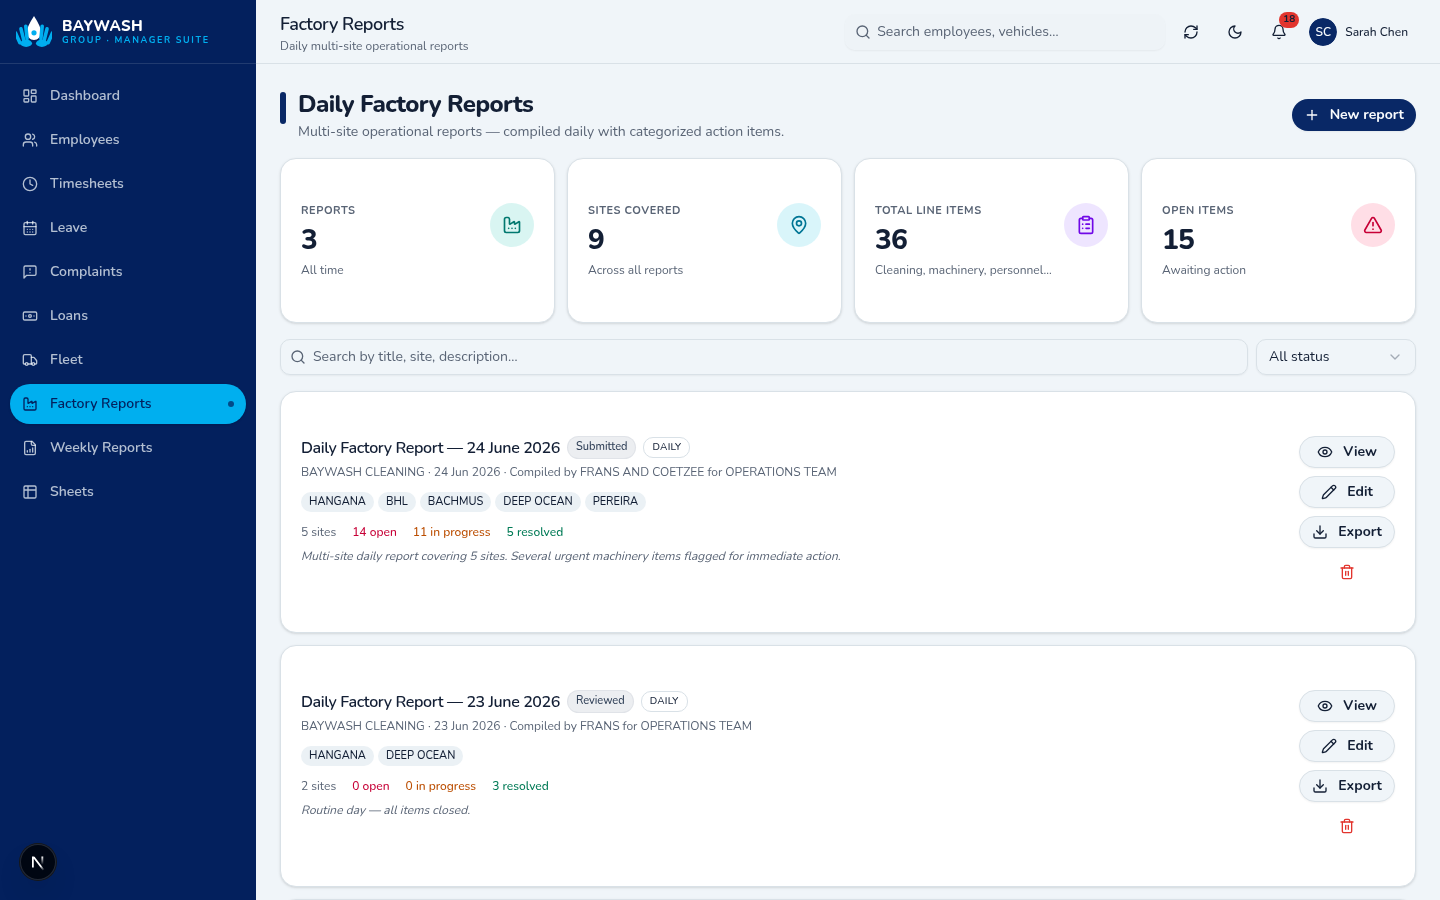 BAYWASH
GROUP · MANAGER SUITE
Dashboard
Employees
Timesheets
Leave
Complaints
Loans
Fleet
Factory Reports
Weekly Reports
Sheets
N
Factory Reports
Daily multi-site operational reports
Search employees, vehicles...
18
SC
Sarah Chen
Daily Factory Reports
Multi-site operational reports — compiled daily with categorized action items.
New report
REPORTS
3
All time
SITES COVERED
9
Across all reports
TOTAL LINE ITEMS
36
Cleaning, machinery, personnel...
OPEN ITEMS
15
Awaiting action
Search by title, site, description...
All status
Daily Factory Report — 24 June 2026 Submitted DAILY
BAYWASH CLEANING · 24 Jun 2026 · Compiled by FRANS AND COETZEE for OPERATIONS TEAM
HANGANA BHL BACHMUS DEEP OCEAN PEREIRA
5 sites 14 open 11 in progress 5 resolved
Multi-site daily report covering 5 sites. Several urgent machinery items flagged for immediate action.
View
Edit
Export
Daily Factory Report — 23 June 2026 Reviewed DAILY
BAYWASH CLEANING · 23 Jun 2026 · Compiled by FRANS for OPERATIONS TEAM
HANGANA DEEP OCEAN
2 sites 0 open 0 in progress 3 resolved
Routine day — all items closed.
View
Edit
Export